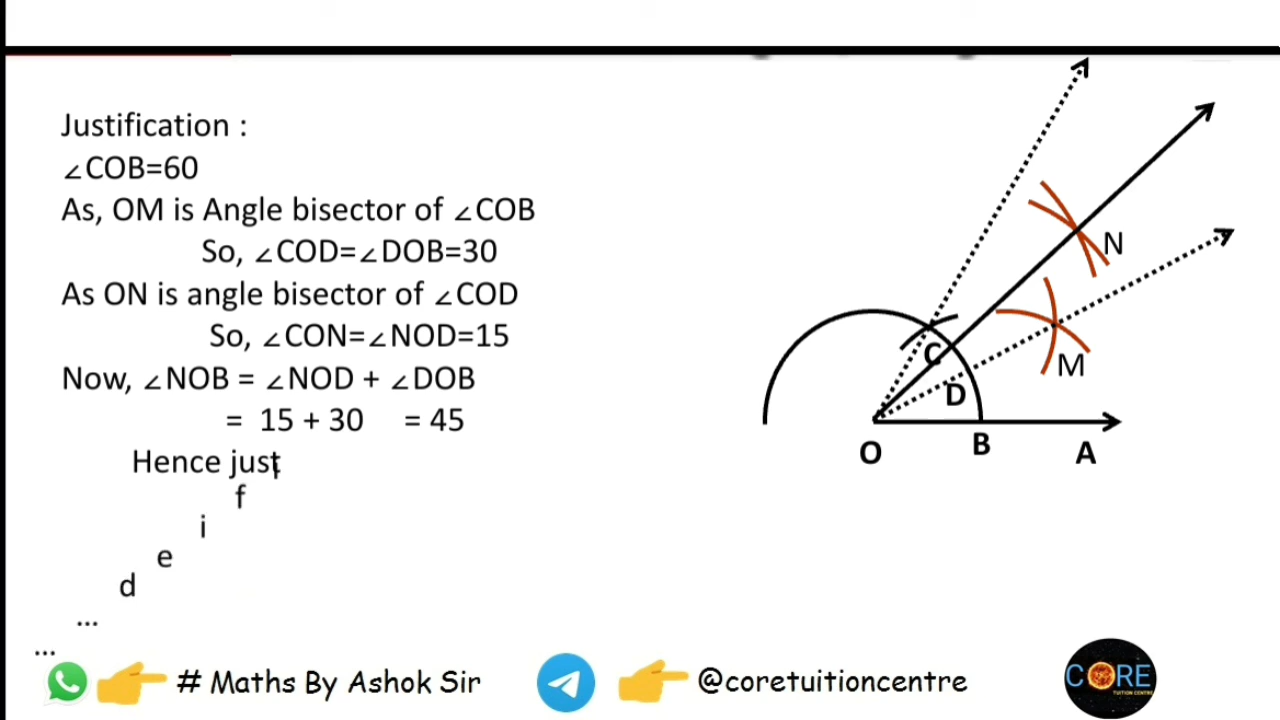 Justification :
∠COB=60
As, OM is Angle bisector of ∠COB
So, ∠COD=∠DOB=30
As ON is angle bisector of ∠COD
So, ∠CON=∠NOD=15
Now, ∠NOB = ∠NOD + ∠DOB
= 15 + 30 = 45
Hence just
f
i
e
d
...
...
N
C
M
D
O
B
A
# Maths By Ashok Sir
@coretuitioncentre
CORE
TUITION CENTRE